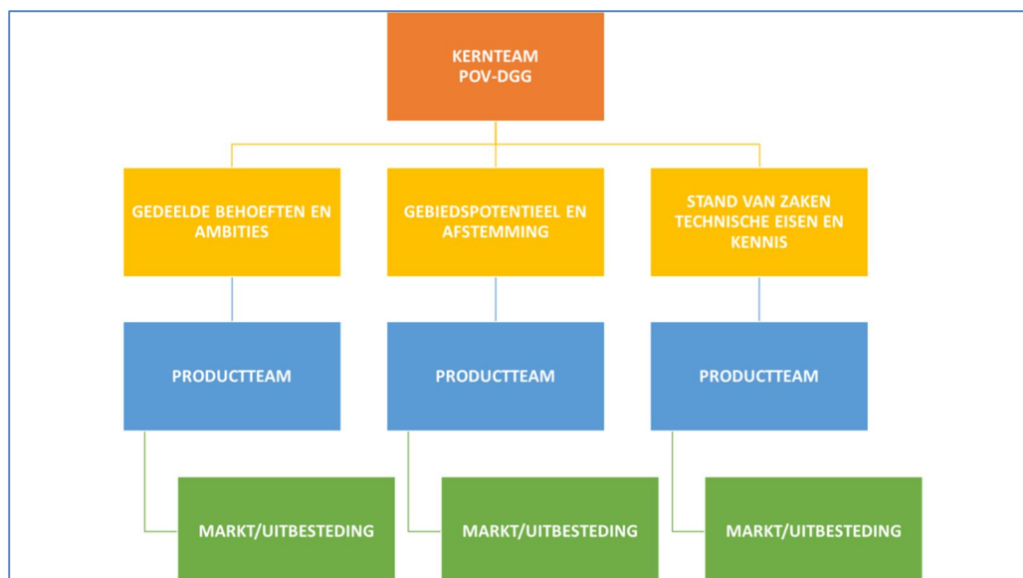 KERNTEAM
POV-DGG
GEDEELDE BEHOEFTEN EN
AMBITIES
GEBIEDSPOTENTIEEL EN
AFSTEMMING
STAND VAN ZAKEN
TECHNISCHE EISEN EN
KENNIS
PRODUCTTEAM
PRODUCTTEAM
PRODUCTTEAM
MARKT/UITBESTEDING
MARKT/UITBESTEDING
MARKT/UITBESTEDING